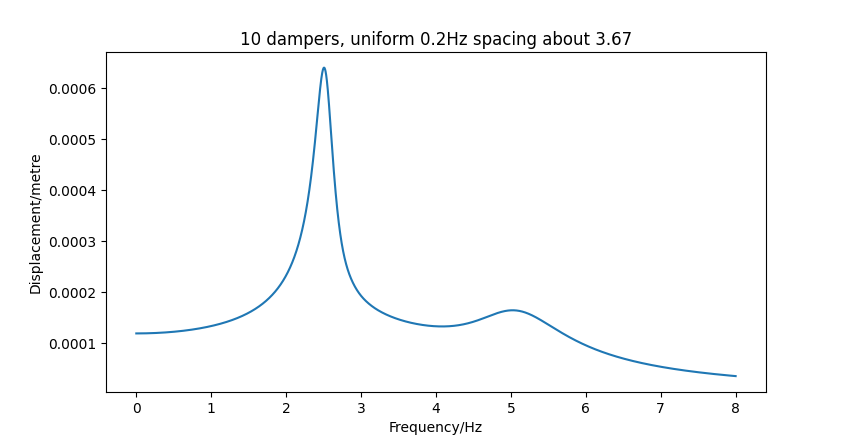 10 dampers, uniform 0.2Hz spacing about 3.67
Displacement/metre
0.0006
0.0005
0.0004
0.0003
0.0002
0.0001
0 1 2 3 4 5 6 7 8
Frequency/Hz